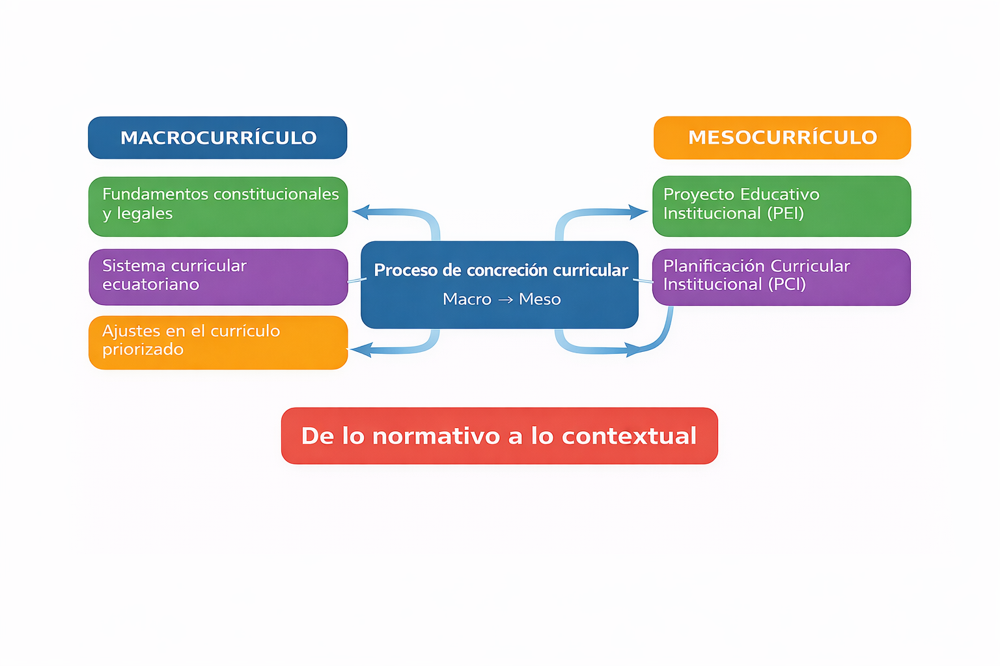 MACROCURRÍCULO
Fundamentos constitucionales
y legales
Sistema curricular
ecuatoriano
Ajustes en el currículo
priorizado
Proceso de concreción curricular
Macro → Meso
MESOCURRÍCULO
Proyecto Educativo
Institucional (PEI)
Planificación Curricular
Institucional (PCI)
De lo normativo a lo contextual